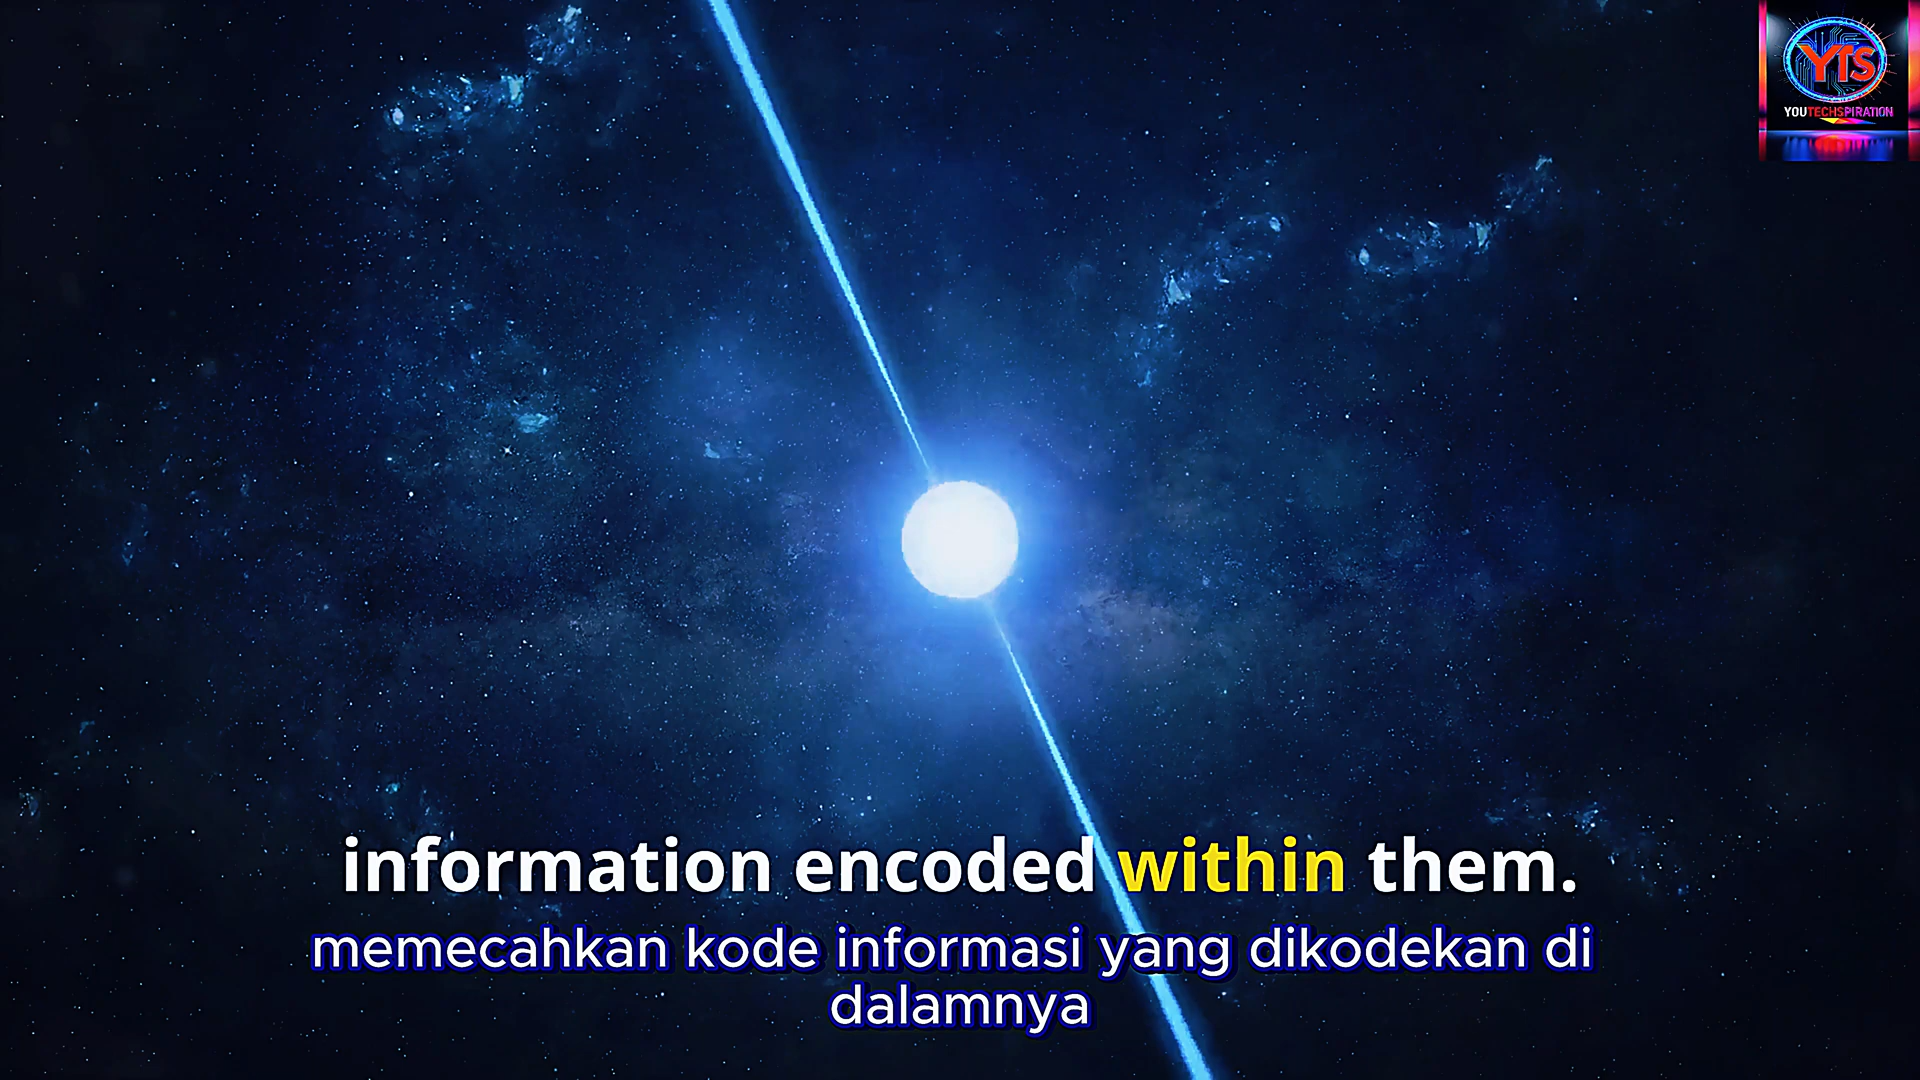 YTS
YOUTECHSPIRATION
information encoded within them.
memecahkan kode informasi yang dikodekan di
dalamnya